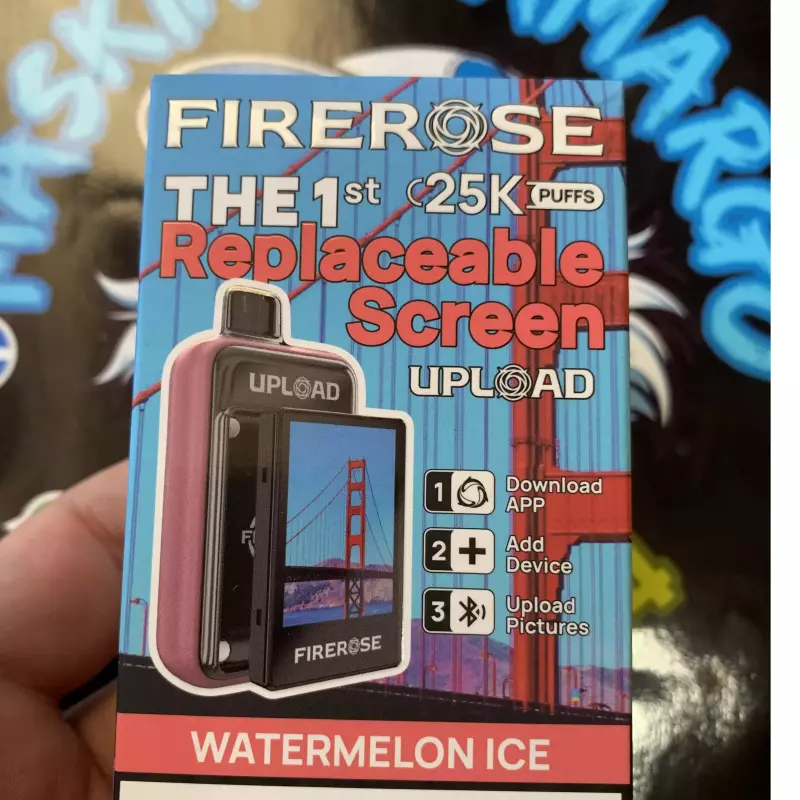 FIREROSE
THE 1st 25K PUFFS
Replaceable
Screen
UPLOAD
UPLOAD
1 Download
APP
2 + Add
Device
3 Upload
Pictures
FIREROSE
WATERMELON ICE